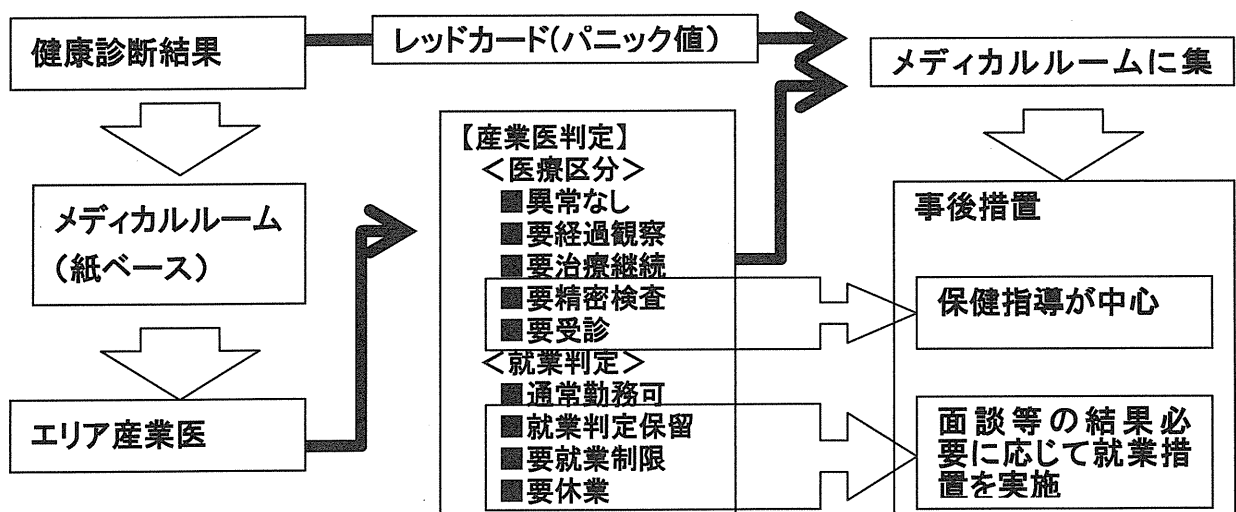 健康診断結果
レッドカード(パニック値)
メディカルルームに集
メディカルルーム
(紙ベース)
エリア産業医
【産業医判定】
<医療区分>
■異常なし
■要経過観察
■要治療継続
■要精密検査
■要受診
<就業判定>
■通常勤務可
■就業判定保留
■要就業制限
■要休業
事後措置
保健指導が中心
面談等の結果必
要に応じて就業措
置を実施